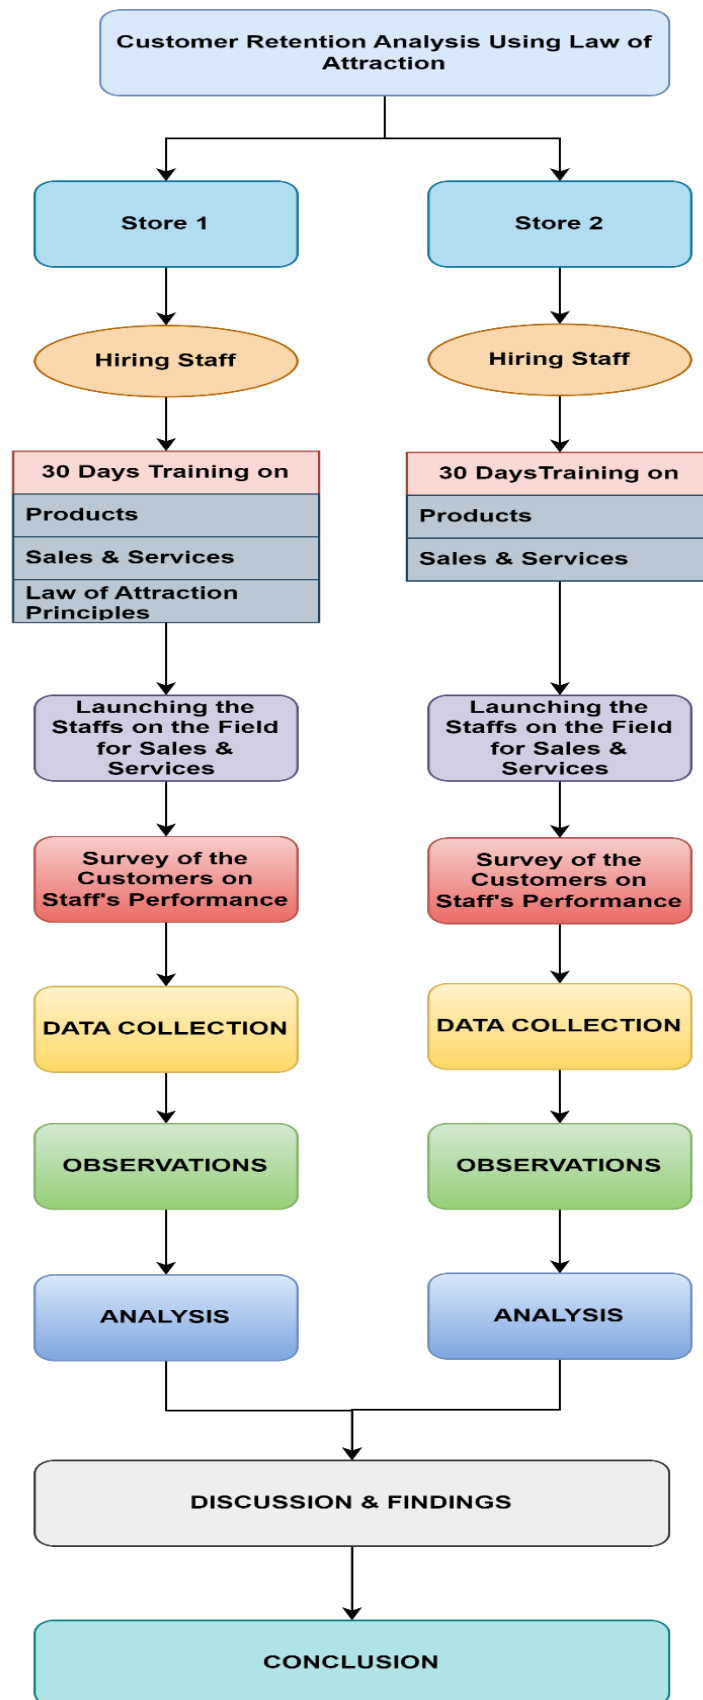 Customer Retention Analysis Using Law of
Attraction
Store 1
Store 2
Hiring Staff
Hiring Staff
30 Days Training on
Products
Sales & Services
Law of Attraction
Principles
30 DaysTraining on
Products
Sales & Services
Launching the
Staffs on the Field
for Sales &
Services
Launching the
Staffs on the Field
for Sales &
Services
Survey of the
Customers on
Staff's Performance
Survey of the
Customers on
Staff's Performance
DATA COLLECTION
DATA COLLECTION
OBSERVATIONS
OBSERVATIONS
ANALYSIS
ANALYSIS
DISCUSSION & FINDINGS
CONCLUSION